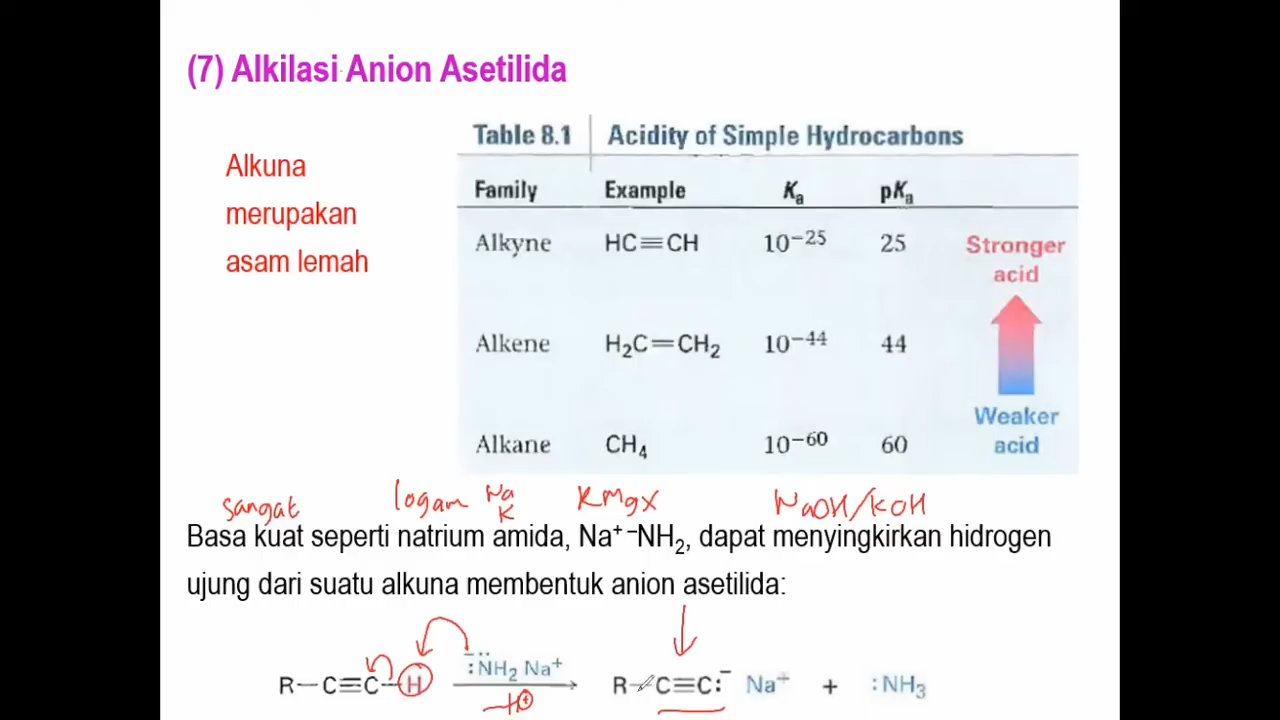 (7) Alkilasi Anion Asetilida
Alkuna
merupakan
asam lemah
Table 8.1 Acidity of Simple Hydrocarbons
Family Example Kₐ pKₐ
Alkyne HC≡CH 10⁻²⁵ 25
Stronger
acid
Alkene H₂C=CH₂ 10⁻⁴⁴ 44
Weaker
acid
Alkane CH₄ 10⁻⁶⁰ 60
sangat logam Na K RMgX NaOH/KOH
Basa kuat seperti natrium amida, Na⁺ ⁻NH₂, dapat menyingkirkan hidrogen
ujung dari suatu alkuna membentuk anion asetilida:
R—C≡C—H :N̈H₂ Na⁺ R—C≡C:⁻ Na⁺ + :NH₃